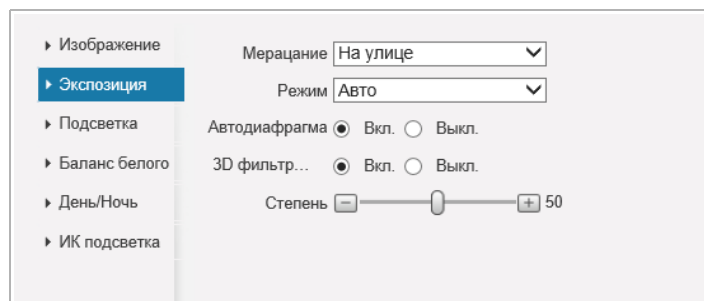 Изображение
Экспозиция
Подсветка
Баланс белого
День/Ночь
ИК подсветка
Мерацание На улице
Режим Авто
Автодиафрагма Вкл. Выкл.
3D фильтр... Вкл. Выкл.
Степень 50